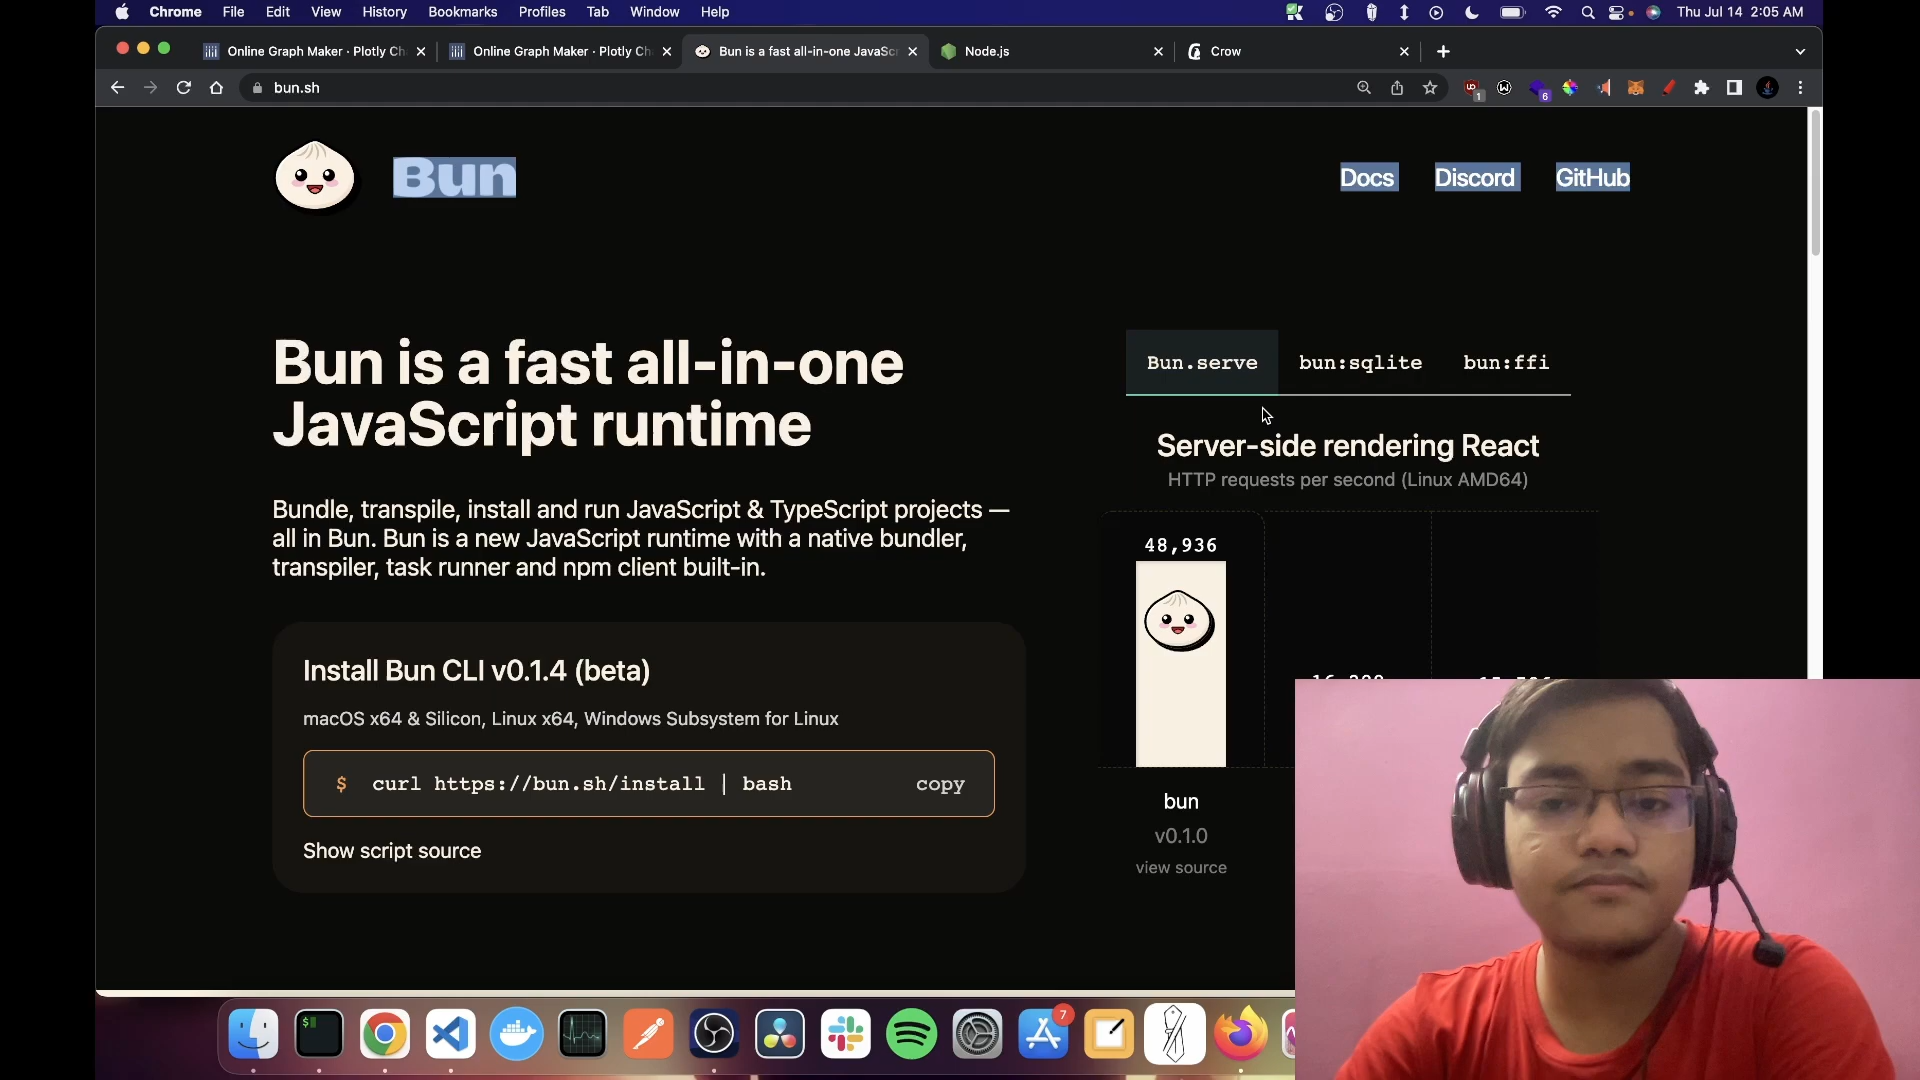 Chrome File Edit View History Bookmarks Profiles Tab Window Help Thu Jul 14 2:05 AM
Online Graph Maker · Plotly Ch
Online Graph Maker · Plotly Ch
Bun is a fast all-in-one JavaSc
Node.js
Crow
bun.sh
1
6
Bun
Docs Discord GitHub
Bun is a fast all-in-one
JavaScript runtime
Bundle, transpile, install and run JavaScript & TypeScript projects —
all in Bun. Bun is a new JavaScript runtime with a native bundler,
transpiler, task runner and npm client built-in.
Install Bun CLI v0.1.4 (beta)
macOS x64 & Silicon, Linux x64, Windows Subsystem for Linux
$ curl https://bun.sh/install | bash copy
Show script source
Bun.serve bun:sqlite bun:ffi
Server-side rendering React
HTTP requests per second (Linux AMD64)
48,936
bun
v0.1.0
view source
7